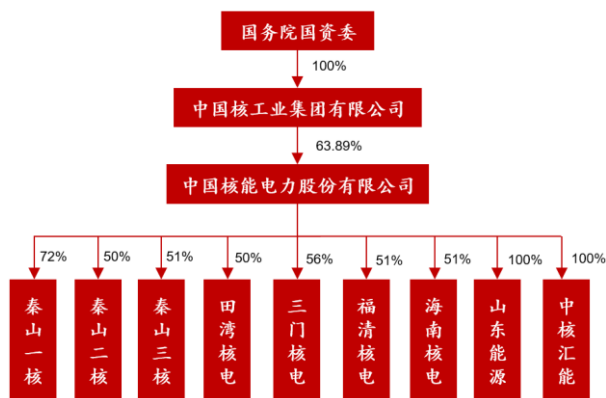 国务院国资委
100%
中国核工业集团有限公司
63.89%
中国核能电力股份有限公司
72%
50%
51%
50%
56%
51%
51%
100%
100%
秦山一核
秦山二核
秦山三核
田湾核电
三门核电
福清核电
海南核电
山东能源
中核汇能